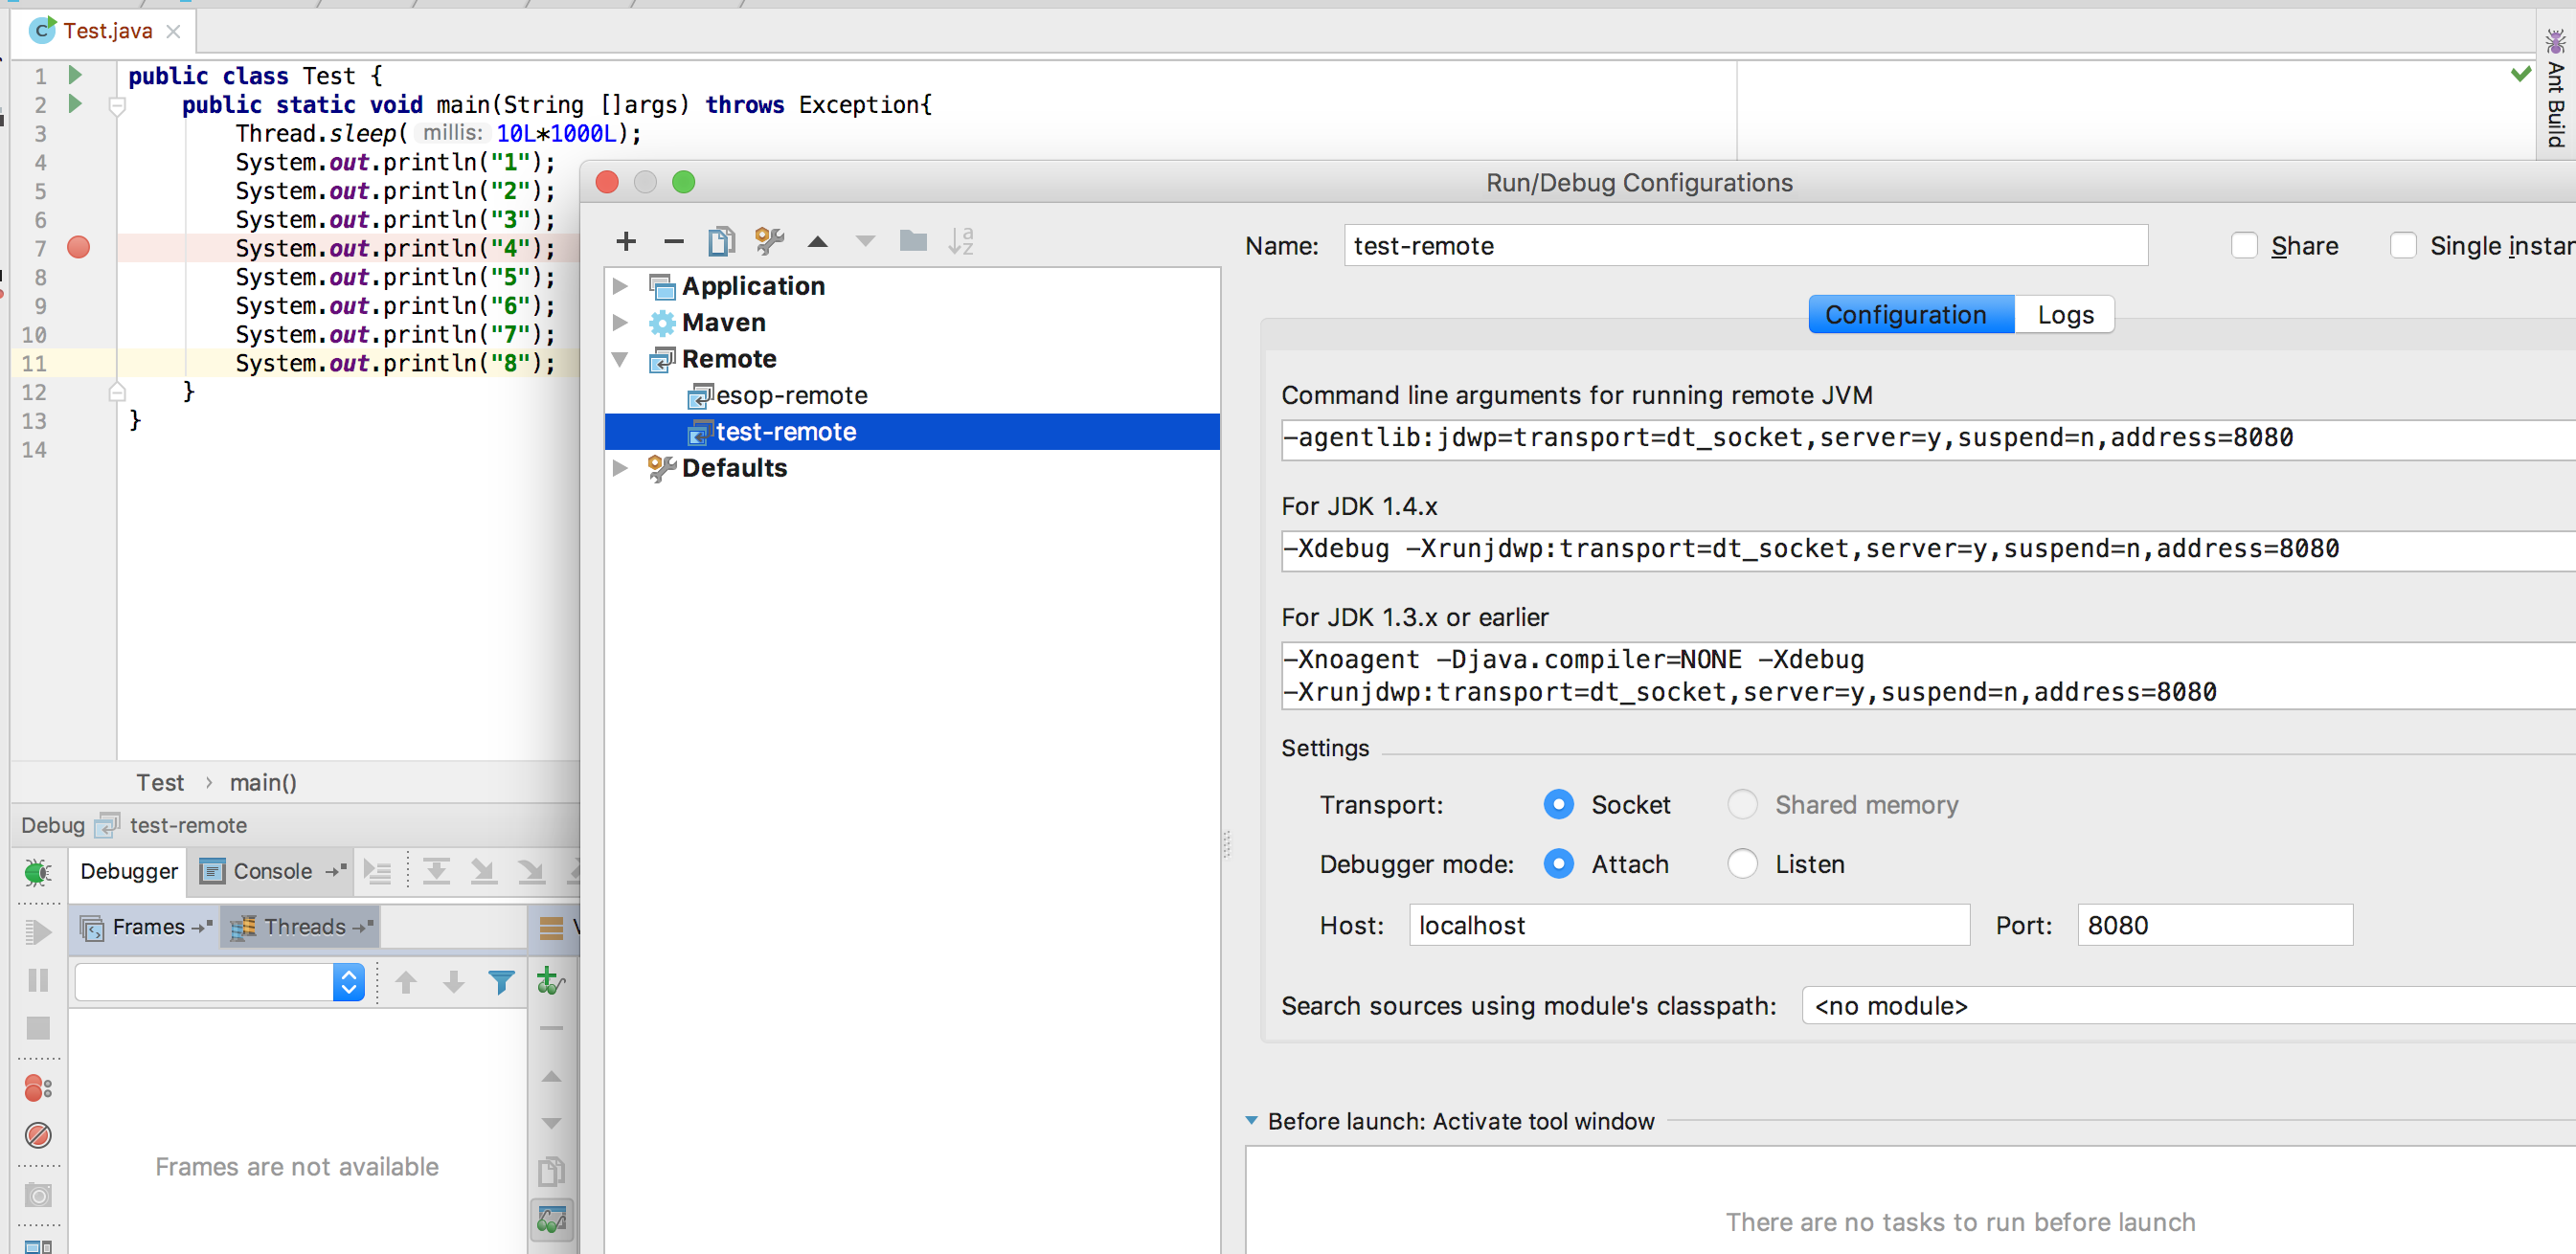 Test.java
1 public class Test {
2 public static void main(String []args) throws Exception{
3 Thread.sleep( millis: 10L*1000L);
4 System.out.println("1");
5 System.out.println("2");
6 System.out.println("3");
7 System.out.println("4");
8 System.out.println("5");
9 System.out.println("6");
10 System.out.println("7");
11 System.out.println("8");
12 }
13 }
14
Ant Build
Test › main()
Debug test-remote
Debugger Console
Frames Threads
Frames are not available
Run/Debug Configurations
Application
Maven
Remote
esop-remote
test-remote
Defaults
Name: test-remote Share Single
Configuration Logs
Command line arguments for running remote JVM
-agentlib:jdwp=transport=dt_socket,server=y,suspend=n,address=8080
For JDK 1.4.x
-Xdebug -Xrunjdwp:transport=dt_socket,server=y,suspend=n,address=8080
For JDK 1.3.x or earlier
-Xnoagent -Djava.compiler=NONE -Xdebug
-Xrunjdwp:transport=dt_socket,server=y,suspend=n,address=8080
Settings
Transport: Socket Shared memory
Debugger mode: Attach Listen
Host: localhost Port: 8080
Search sources using module's classpath: <no module>
Before launch: Activate tool window
There are no tasks to run before launch